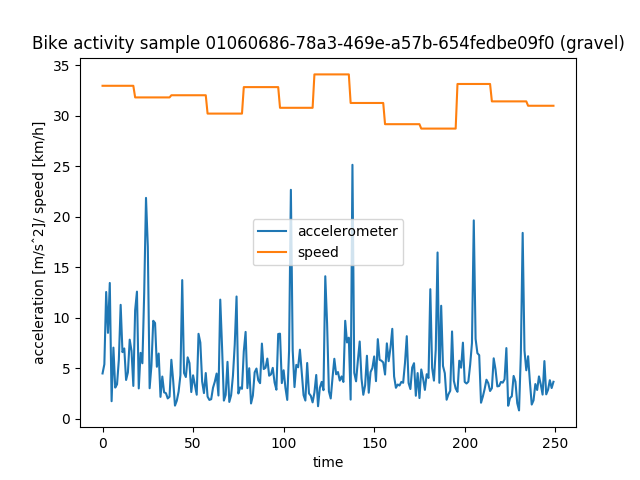 Bike activity sample 01060686-78a3-469e-a57b-654fedbe09f0 (gravel)
acceleration [m/s^2]/ speed [km/h]
35
30
25
20
15
10
5
0
accelerometer
speed
0
50
100
150
200
250
time